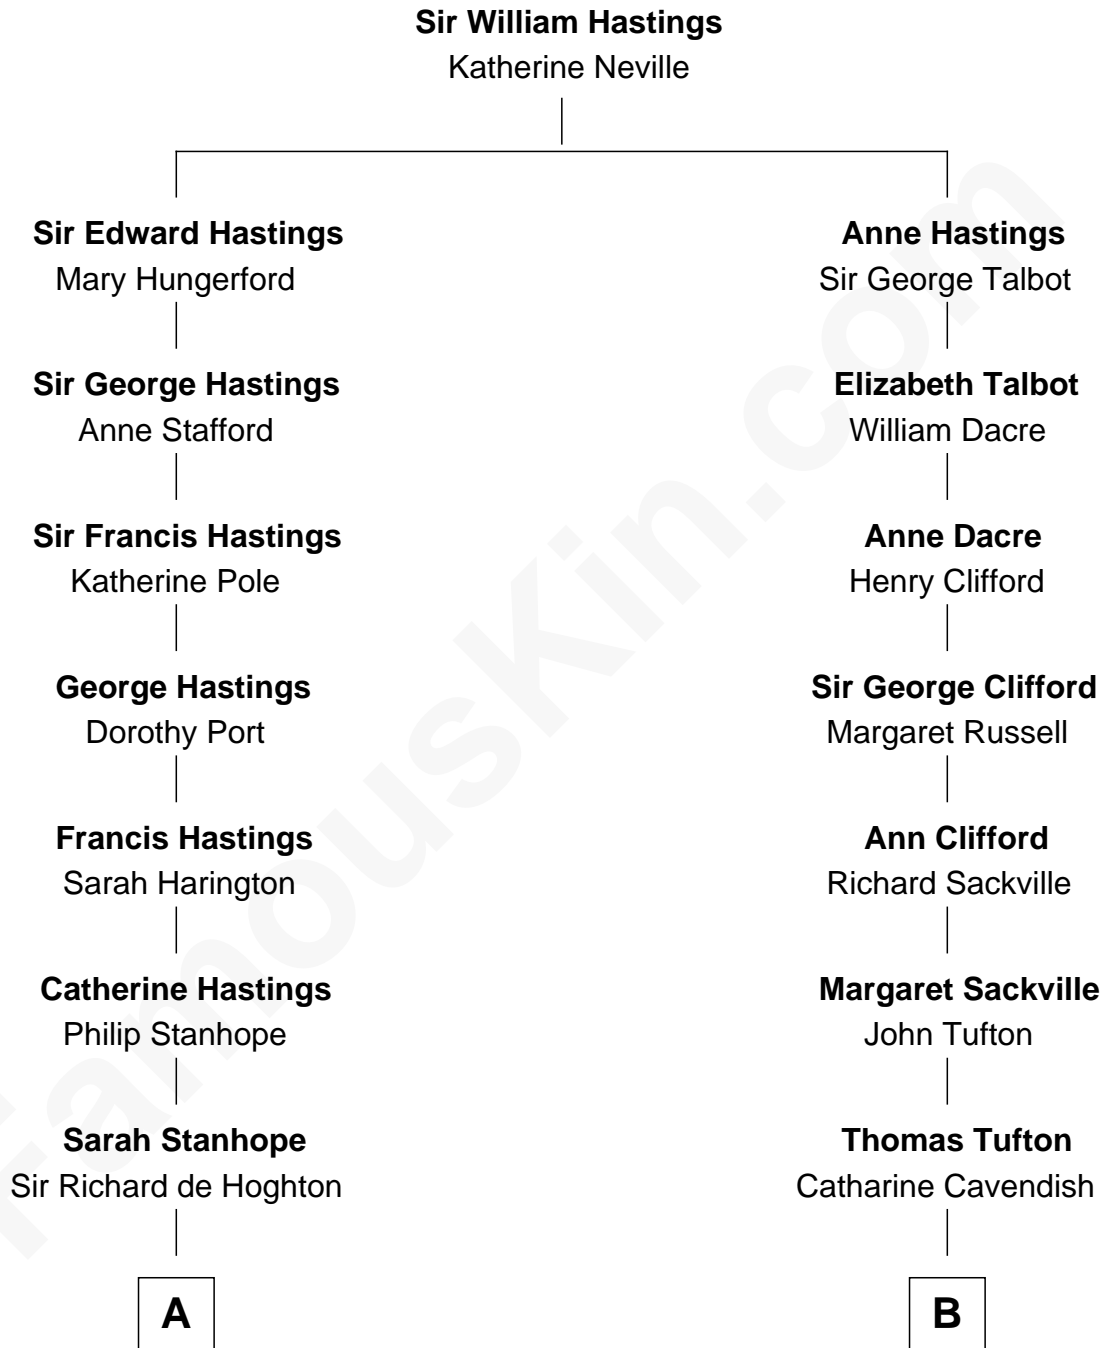 Sir William Hastings
Katherine Neville
Sir Edward Hastings
Mary Hungerford
Anne Hastings
Sir George Talbot
Sir George Hastings
Anne Stafford
Elizabeth Talbot
William Dacre
Sir Francis Hastings
Katherine Pole
Anne Dacre
Henry Clifford
George Hastings
Dorothy Port
Sir George Clifford
Margaret Russell
Francis Hastings
Sarah Harington
Ann Clifford
Richard Sackville
Catherine Hastings
Philip Stanhope
Margaret Sackville
John Tufton
Sarah Stanhope
Sir Richard de Hoghton
Thomas Tufton
Catharine Cavendish
A
B
FamousKin.com